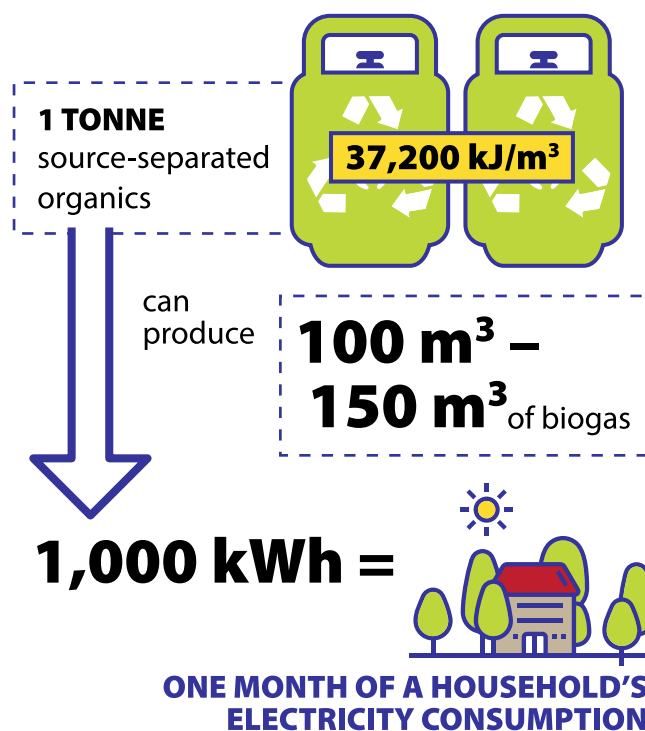 1 TONNE
source-separated
organics
37,200 kJ/m³
can
produce
100 m³ –
150 m³ of biogas
1,000 kWh =
ONE MONTH OF A HOUSEHOLD'S
ELECTRICITY CONSUMPTION